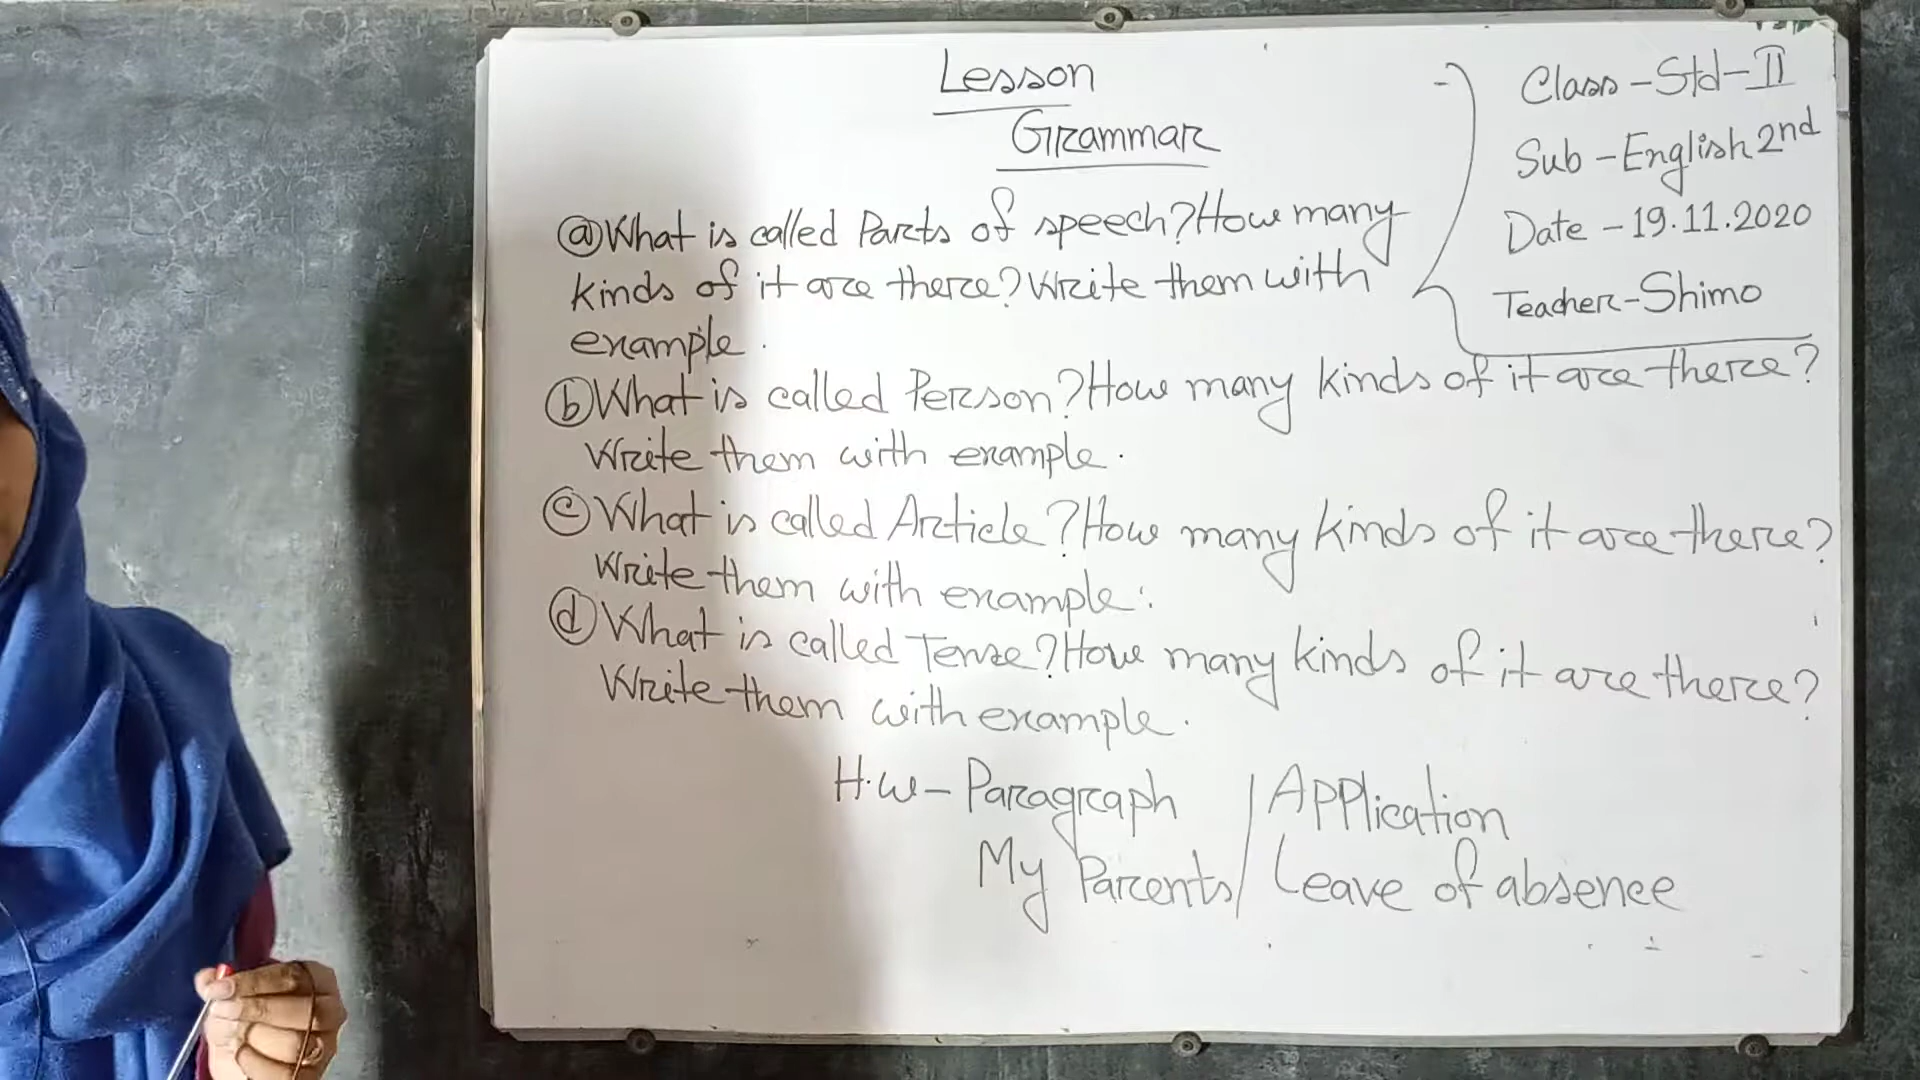 Lesson
Grammar
Class - Std - II
Sub - English 2nd
Date - 19.11.2020
Teacher - Shimo
ⓐ What is called Parts of speech? How many
kinds of it are there? Write them with
example.
ⓑ What is called Person? How many kinds of it are there?
Write them with example.
ⓒ What is called Article? How many kinds of it are there?
Write them with example.
ⓓ What is called Tense? How many kinds of it are there?
Write them with example.
H.W - Paragraph / Application
My Parents / Leave of absence